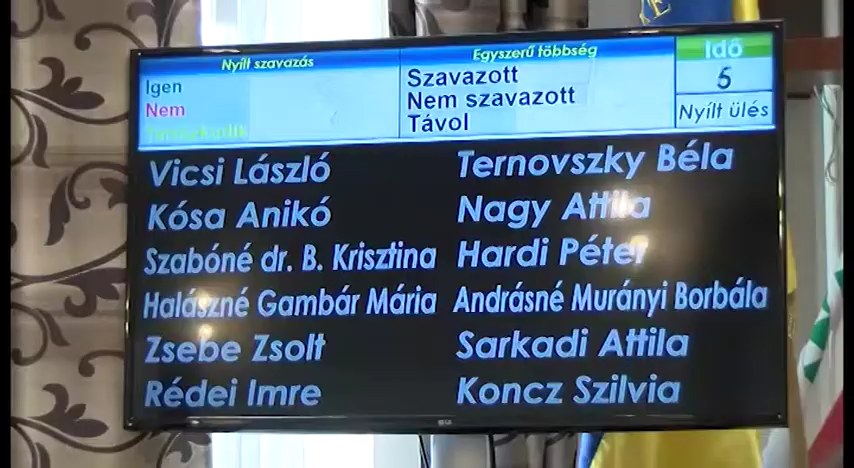 Nyílt szavazás
Igen
Nem
Tartózkodik
Egyszerű többség
Szavazott
Nem szavazott
Távol
Idő
5
Nyílt ülés
Vicsi László
Kósa Anikó
Szabóné dr. B. Krisztina
Halászné Gambár Mária
Zsebe Zsolt
Rédei Imre
Ternovszky Béla
Nagy Attila
Hardi Péter
Andrásné Murányi Borbála
Sarkadi Attila
Koncz Szilvia